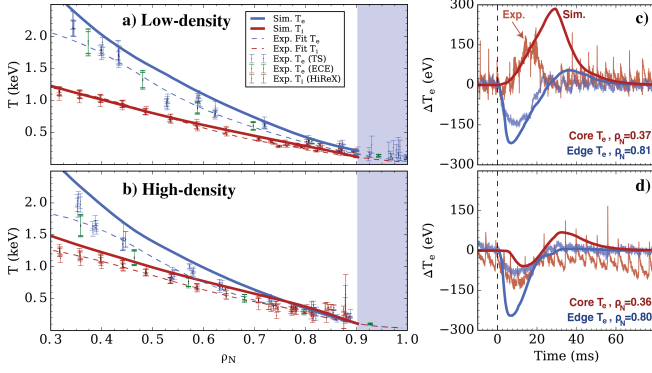 a) Low-density
Sim. Te
Sim. Ti
Exp. Fit Te
Exp. Fit Ti
Exp. Te (TS)
Exp. Te (ECE)
Exp. Ti (HiReX)
T (keV)
2.5
2.0
1.5
1.0
0.5
b) High-density
T (keV)
2.0
1.5
1.0
0.5
0.3 0.4 0.5 0.6 0.7 0.8 0.9 1.0
ρN
c)
Exp.
Sim.
ΔTe (eV)
300
150
0
−150
−300
Core Te, ρN=0.37
Edge Te, ρN=0.81
d)
ΔTe (eV)
150
0
−150
−300
Core Te, ρN=0.36
Edge Te, ρN=0.80
0 20 40 60 80
Time (ms)